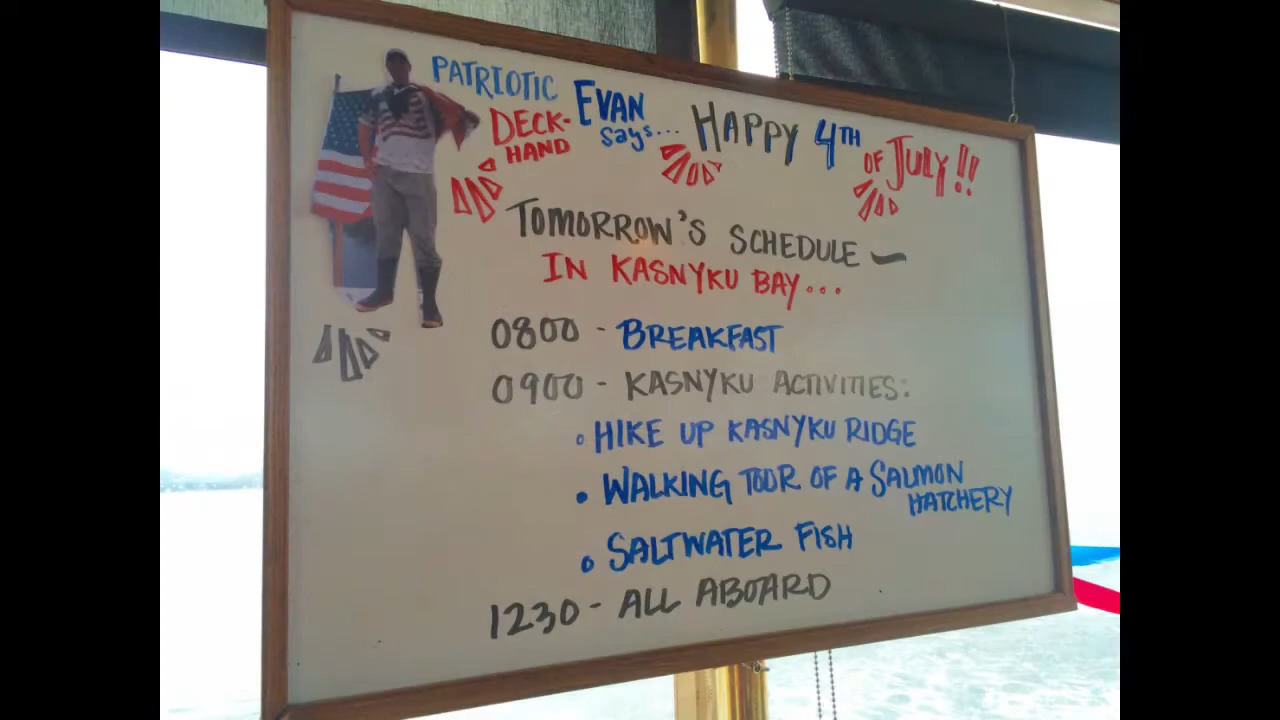 PATRIOTIC
DECK-
HAND
EVAN
says...
HAPPY 4TH
OF JULY!!
TOMORROW'S SCHEDULE —
IN KASNYKU BAY...
0800 - BREAKFAST
0900 - KASNYKU ACTIVITIES:
• HIKE UP KASNYKU RIDGE
• WALKING TOUR OF A SALMON
HATCHERY
• SALTWATER FISH
1230 - ALL ABOARD